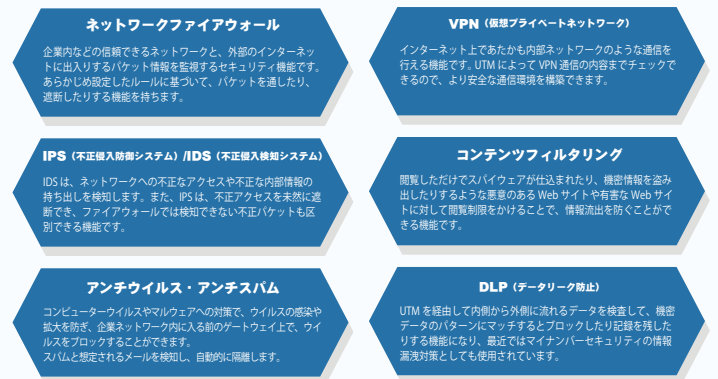 ネットワークファイアウォール
企業内などの信頼できるネットワークと、外部のインターネッ
トに出入りするパケット情報を監視するセキュリティ機能です。
あらかじめ設定したルールに基づいて、パケットを通したり、
遮断したりする機能を持ちます。
VPN（仮想プライベートネットワーク）
インターネット上であたかも内部ネットワークのような通信を
行える機能です。UTM によって VPN 通信の内容までチェックで
きるので、より安全な通信環境を構築できます。
IPS（不正侵入防御システム）/IDS（不正侵入検知システム）
IDS は、ネットワークへの不正なアクセスや不正な内部情報の
持ち出しを検知します。また、IPS は、不正アクセスを未然に遮
断でき、ファイアウォールでは検知できない不正パケットも区
別できる機能です。
コンテンツフィルタリング
閲覧しただけでスパイウェアが仕込まれたり、機密情報を盗み
出したりするような悪意のある Web サイトや有害な Web サイ
トに対して閲覧制限をかけることで、情報流出を防ぐことがで
きる機能です。
アンチウイルス・アンチスパム
コンピューターウイルスやマルウェアへの対策で、ウイルスの感染や
拡大を防ぎ、企業ネットワーク内に入る前のゲートウェイ上で、ウイ
ルスをブロックすることができます。
スパムと想定されるメールを検知し、自動的に隔離します。
DLP（データリーク防止）
UTM を経由して内側から外側に流れるデータを検査して、機密
データのパターンにマッチするとブロックしたり記録を残した
りする機能になり、最近ではマイナンバーセキュリティの情報
漏洩対策としても使用されています。